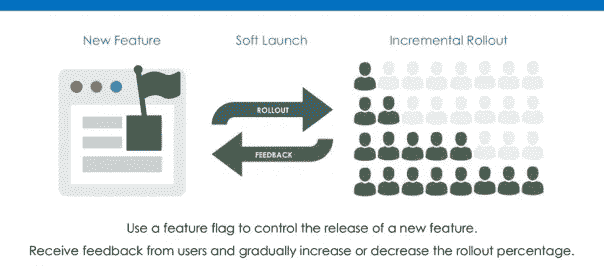 New Feature
Soft Launch
Incremental Rollout
ROLLOUT
FEEDBACK
Use a feature flag to control the release of a new feature.
Receive feedback from users and gradually increase or decrease the rollout percentage.